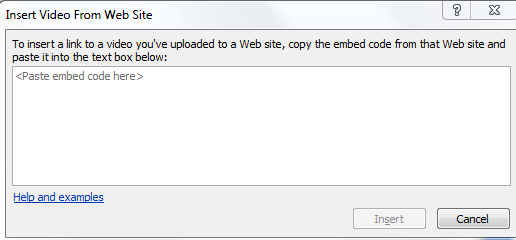 Insert Video From Web Site
?
To insert a link to a video you've uploaded to a Web site, copy the embed code from that Web site and
paste it into the text box below:
<Paste embed code here>
Help and examples
Insert
Cancel